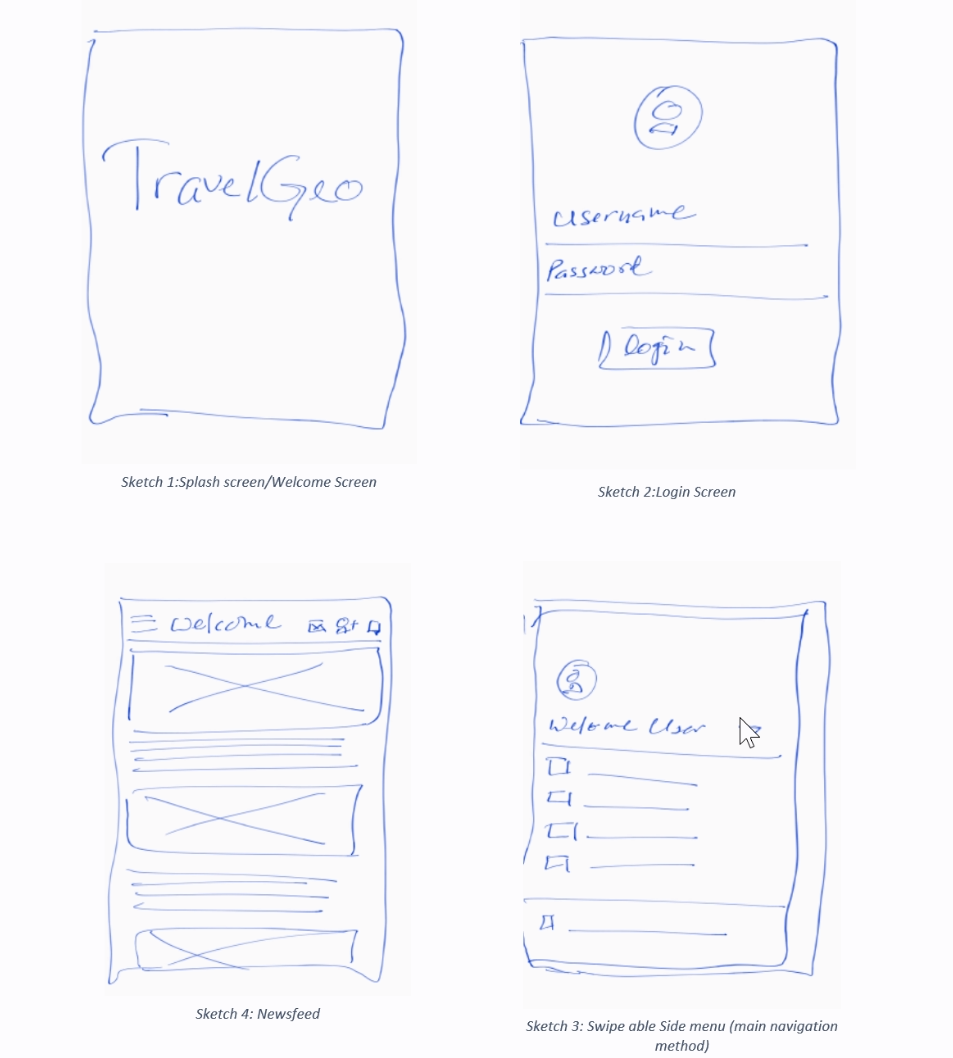 TravelGeo
Sketch 1:Splash screen/Welcome Screen
Username
Password
Login
Sketch 2:Login Screen
Welcome
Sketch 4: Newsfeed
Welcome User
Sketch 3: Swipe able Side menu (main navigation
method)